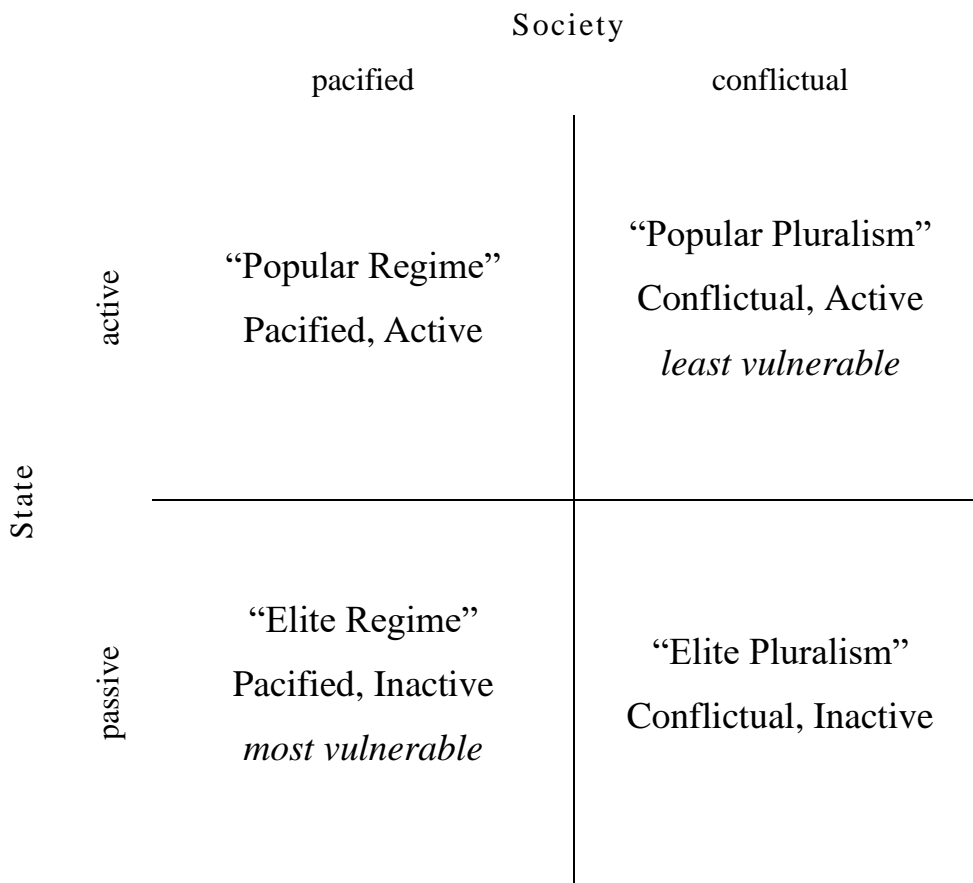 Society
pacified
conflictual
State
active
“Popular Regime”
Pacified, Active
“Popular Pluralism”
Conflictual, Active
least vulnerable
passive
“Elite Regime”
Pacified, Inactive
most vulnerable
“Elite Pluralism”
Conflictual, Inactive